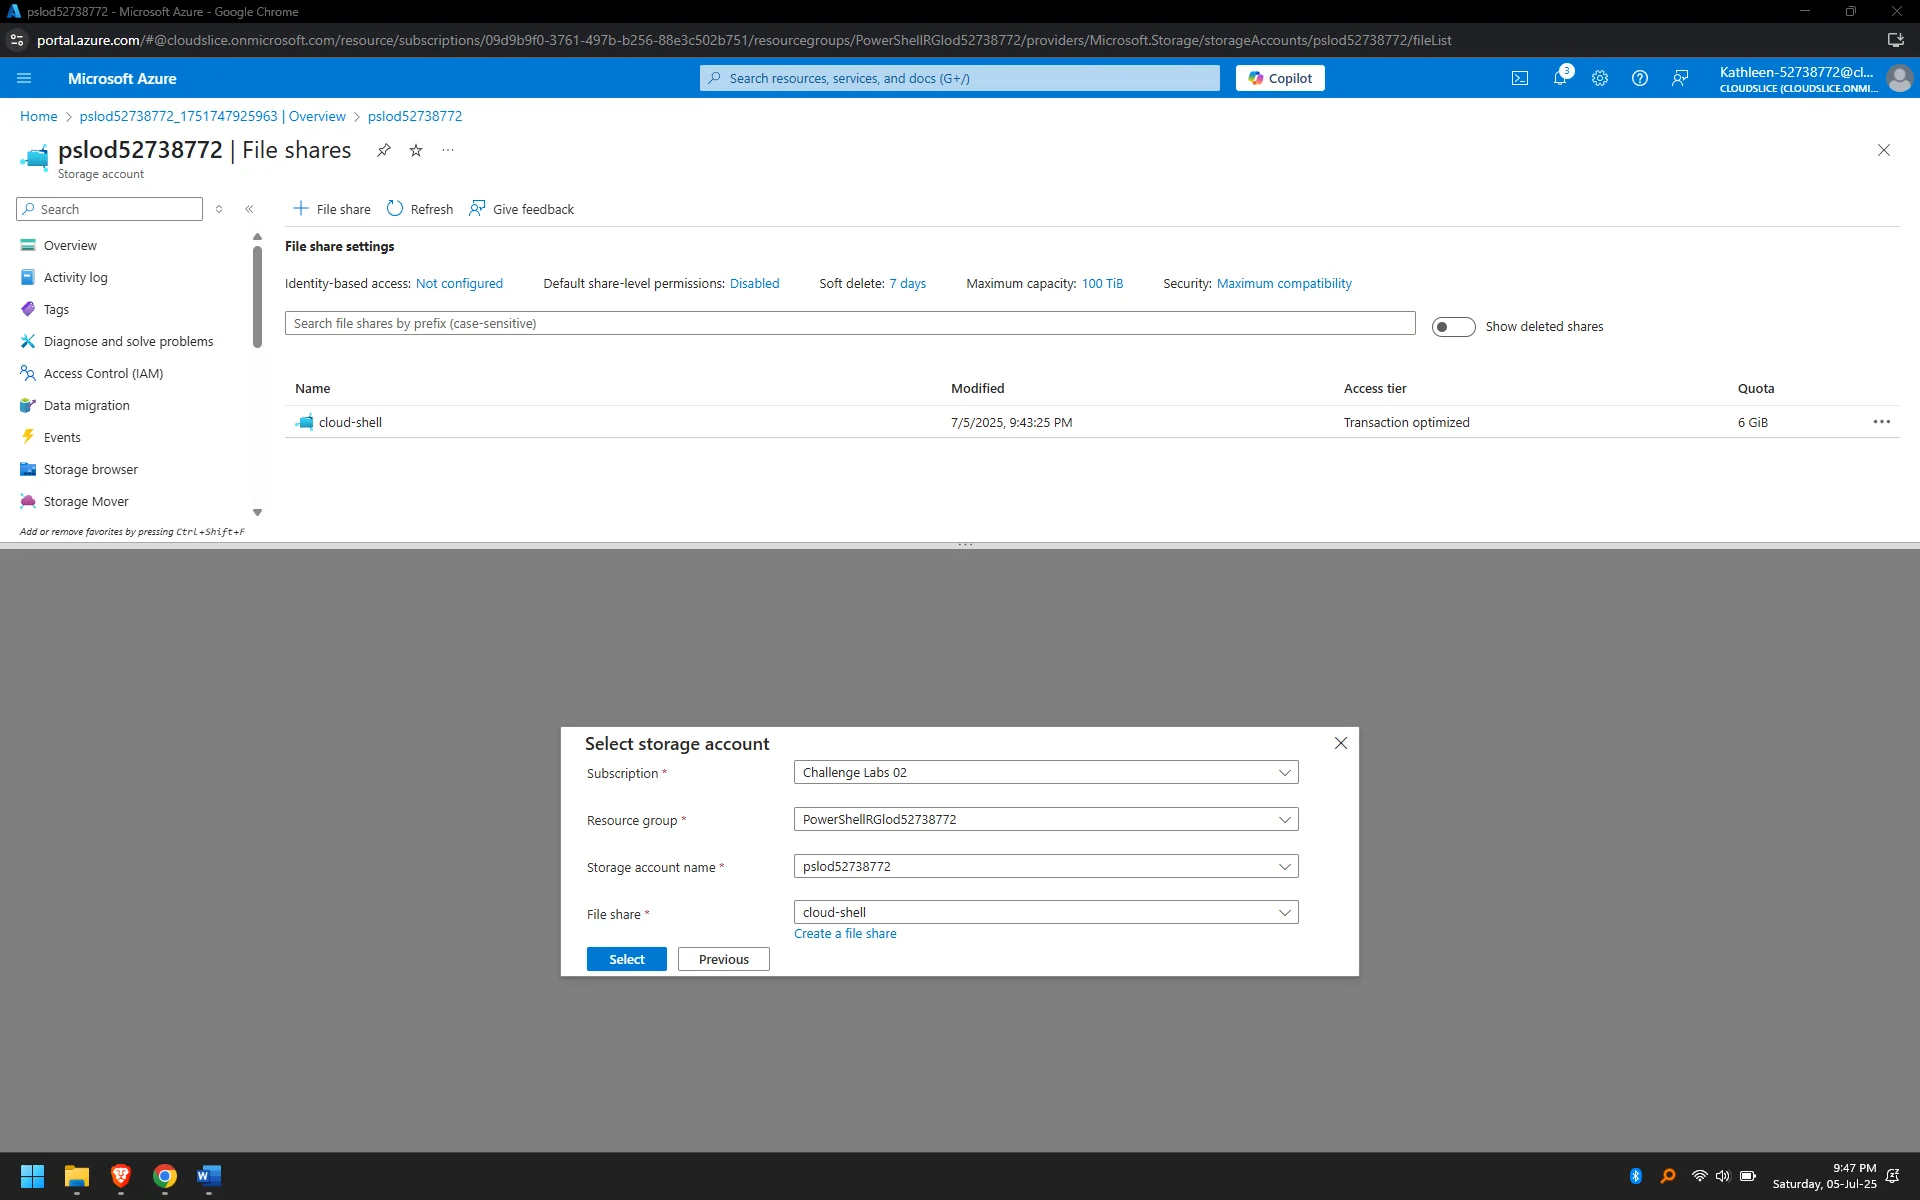 pslod52738772 - Microsoft Azure - Google Chrome
portal.azure.com/#@cloudslice.onmicrosoft.com/resource/subscriptions/09d9b9f0-3761-497b-b256-88e3c502b751/resourcegroups/PowerShellRGlod52738772/providers/Microsoft.Storage/storageAccounts/pslod52738772/fileList
Microsoft Azure
Search resources, services, and docs (G+/)
Copilot
3
Kathleen-52738772@cl...
CLOUDSLICE (CLOUDSLICE.ONMI...
Home > pslod52738772_1751747925963 | Overview > pslod52738772
pslod52738772 | File shares
Storage account
Search
File share
Refresh
Give feedback
Overview
Activity log
Tags
Diagnose and solve problems
Access Control (IAM)
Data migration
Events
Storage browser
Storage Mover
Add or remove favorites by pressing Ctrl+Shift+F
File share settings
Identity-based access: Not configured
Default share-level permissions: Disabled
Soft delete: 7 days
Maximum capacity: 100 TiB
Security: Maximum compatibility
Search file shares by prefix (case-sensitive)
Show deleted shares
Name Modified Access tier Quota
cloud-shell 7/5/2025, 9:43:25 PM Transaction optimized 6 GiB
Select storage account
Subscription * Challenge Labs 02
Resource group * PowerShellRGlod52738772
Storage account name * pslod52738772
File share * cloud-shell
Create a file share
Select Previous
9:47 PM
Saturday, 05-Jul-25